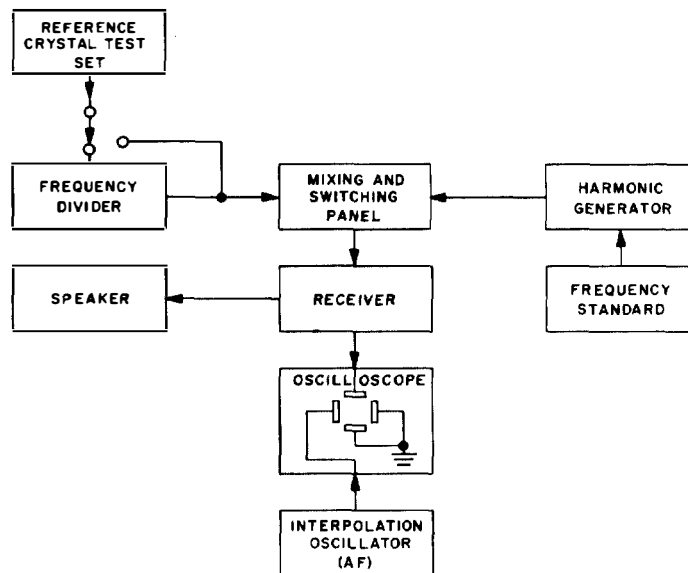 REFERENCE
CRYSTAL TEST
SET
FREQUENCY
DIVIDER
MIXING AND
SWITCHING
PANEL
HARMONIC
GENERATOR
SPEAKER
RECEIVER
FREQUENCY
STANDARD
OSCILLOSCOPE
INTERPOLATION
OSCILLATOR
(AF)